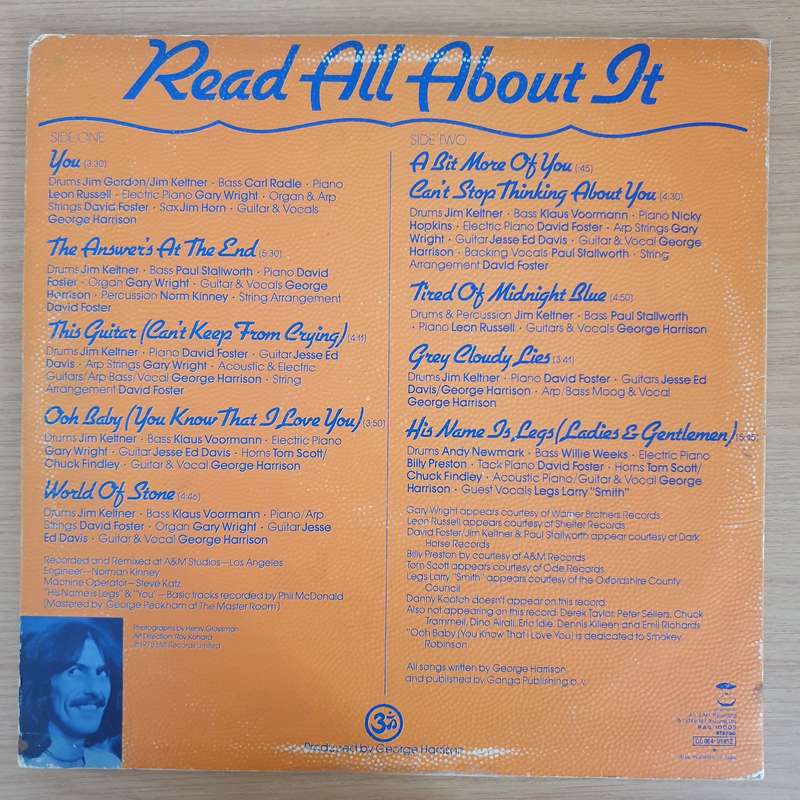 Read All About It
SIDE ONE
You (3:30)
Drums Jim Gordon/Jim Keltner · Bass Carl Radle · Piano
Leon Russell · Electric Piano Gary Wright · Organ & Arp
Strings David Foster · Sax Jim Horn · Guitar & Vocals
George Harrison
The Answer's At The End (5:30)
Drums Jim Keltner · Bass Paul Stallworth · Piano David
Foster · Organ Gary Wright · Guitar & Vocals George
Harrison · Percussion Norm Kinney · String Arrangement
David Foster
This Guitar (Can't Keep From Crying) (4:11)
Drums Jim Keltner · Piano David Foster · Guitar Jesse Ed
Davis · Arp Strings Gary Wright · Acoustic & Electric
Guitars/Arp Bass/Vocal George Harrison · String
Arrangement David Foster
Ooh Baby (You Know That I Love You) (3:50)
Drums Jim Keltner · Bass Klaus Voormann · Electric Piano
Gary Wright · Guitar Jesse Ed Davis · Horns Tom Scott/
Chuck Findley · Guitar & Vocal George Harrison
World Of Stone (4:46)
Drums Jim Keltner · Bass Klaus Voormann · Piano/Arp
Strings David Foster · Organ Gary Wright · Guitar Jesse
Ed Davis · Guitar & Vocal George Harrison
Recorded and Remixed at A&M Studios—Los Angeles
Engineer—Norman Kinney
Machine Operator—Steve Katz
"His Name is Legs" & "You"—Basic tracks recorded by Phil McDonald
(Mastered by George Peckham at The Master Room)
Photographs by Henry Grossman
Art Direction: Roy Kohara
℗ 1975 EMI Records Limited
SIDE TWO
A Bit More Of You (:45)
Can't Stop Thinking About You (4:30)
Drums Jim Keltner · Bass Klaus Voormann · Piano Nicky
Hopkins · Electric Piano David Foster · Arp Strings Gary
Wright · Guitar Jesse Ed Davis · Guitar & Vocal George
Harrison · Backing Vocals Paul Stallworth · String
Arrangement David Foster
Tired Of Midnight Blue (4:50)
Drums & Percussion Jim Keltner · Bass Paul Stallworth
· Piano Leon Russell · Guitars & Vocals George Harrison
Grey Cloudy Lies (3:41)
Drums Jim Keltner · Piano David Foster · Guitars Jesse Ed
Davis/George Harrison · Arp/Bass Moog & Vocal
George Harrison
His Name Is Legs (Ladies & Gentlemen) (5:45)
Drums Andy Newmark · Bass Willie Weeks · Electric Piano
Billy Preston · Tack Piano David Foster · Horns Tom Scott/
Chuck Findley · Acoustic Piano/Guitar & Vocal George
Harrison · Guest Vocals Legs Larry "Smith"
Gary Wright appears courtesy of Warner Brothers Records
Leon Russell appears courtesy of Shelter Records
David Foster/Jim Keltner & Paul Stallworth appear courtesy of Dark
Horse Records
Billy Preston by courtesy of A&M Records
Tom Scott appears courtesy of Ode Records
Legs Larry "Smith" appears courtesy of the Oxfordshire County
Council
Danny Kootch doesn't appear on this record
Also not appearing on this record: Derek Taylor, Peter Sellers, Chuck
Trammell, Dino Airali, Eric Idle, Dennis Killeen and Emil Richards
"Ooh Baby (You Know That I Love You) is dedicated to Smokey
Robinson
All songs written by George Harrison
and published by Ganga Publishing b.v.
ॐ
Produced by George Harrison